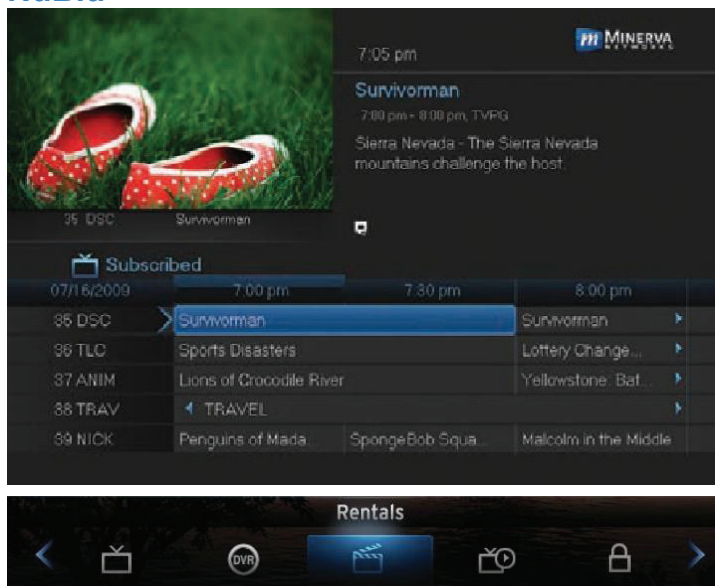 7:05 pm
m MINERVA
NETWORKS
Survivorman
7:00 pm - 8:00 pm, TVPG
Sierra Nevada - The Sierra Nevada
mountains challenge the host.
35 DSC Survivorman
Subscribed
07/16/2009 7:00 pm 7:30 pm 8:00 pm
35 DSC Survivorman Survivorman
36 TLC Sports Disasters Lottery Change...
37 ANIM Lions of Crocodile River Yellowstone: Bat...
38 TRAV TRAVEL
39 NICK Penguins of Mada... SpongeBob Squa... Malcolm in the Middle
Rentals
DVR